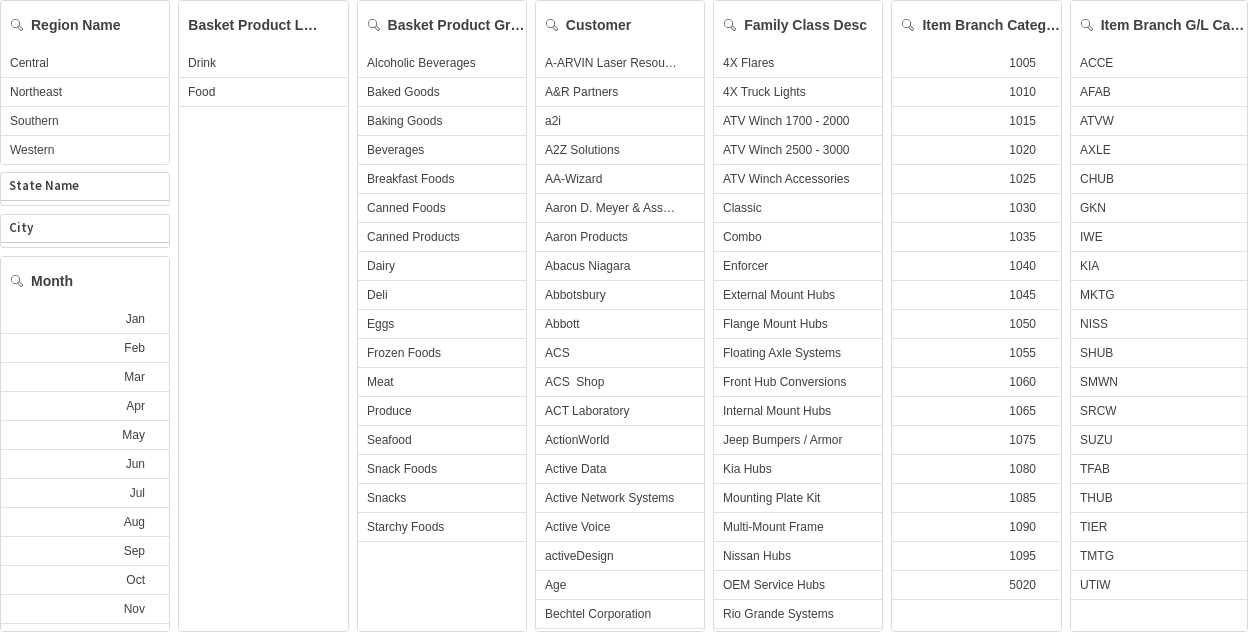 Region Name
Central
Northeast
Southern
Western
State Name
City
Month
Jan
Feb
Mar
Apr
May
Jun
Jul
Aug
Sep
Oct
Nov
Basket Product L…
Drink
Food
Basket Product Gr…
Alcoholic Beverages
Baked Goods
Baking Goods
Beverages
Breakfast Foods
Canned Foods
Canned Products
Dairy
Deli
Eggs
Frozen Foods
Meat
Produce
Seafood
Snack Foods
Snacks
Starchy Foods
Customer
A-ARVIN Laser Resou…
A&R Partners
a2i
A2Z Solutions
AA-Wizard
Aaron D. Meyer & Ass…
Aaron Products
Abacus Niagara
Abbotsbury
Abbott
ACS
ACS  Shop
ACT Laboratory
ActionWorld
Active Data
Active Network Systems
Active Voice
activeDesign
Age
Bechtel Corporation
Family Class Desc
4X Flares
4X Truck Lights
ATV Winch 1700 - 2000
ATV Winch 2500 - 3000
ATV Winch Accessories
Classic
Combo
Enforcer
External Mount Hubs
Flange Mount Hubs
Floating Axle Systems
Front Hub Conversions
Internal Mount Hubs
Jeep Bumpers / Armor
Kia Hubs
Mounting Plate Kit
Multi-Mount Frame
Nissan Hubs
OEM Service Hubs
Rio Grande Systems
Item Branch Categ…
1005
1010
1015
1020
1025
1030
1035
1040
1045
1050
1055
1060
1065
1075
1080
1085
1090
1095
5020
Item Branch G/L Ca…
ACCE
AFAB
ATVW
AXLE
CHUB
GKN
IWE
KIA
MKTG
NISS
SHUB
SMWN
SRCW
SUZU
TFAB
THUB
TIER
TMTG
UTIW